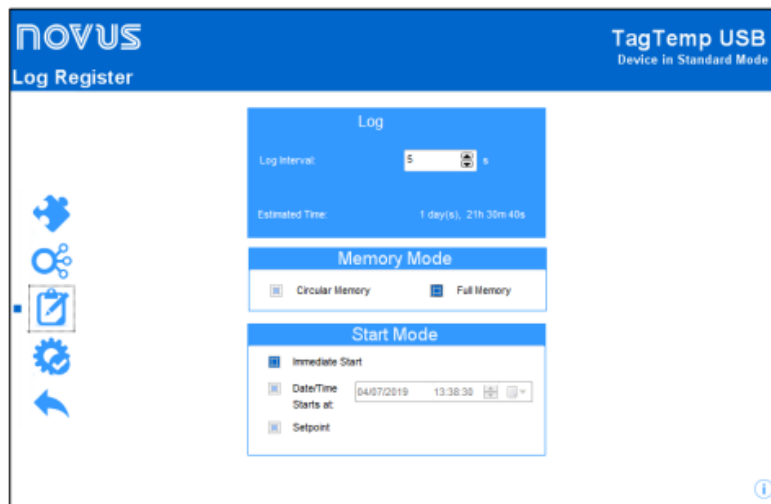 novus
TagTemp USB
Device in Standard Mode
Log Register
Log
Log Interval: 5 s
Estimated Time: 1 day(s), 21h 30m 40s
Memory Mode
Circular Memory Full Memory
Start Mode
Immediate Start
Date/Time
Starts at: 04/07/2019 13:38:30
Setpoint
i